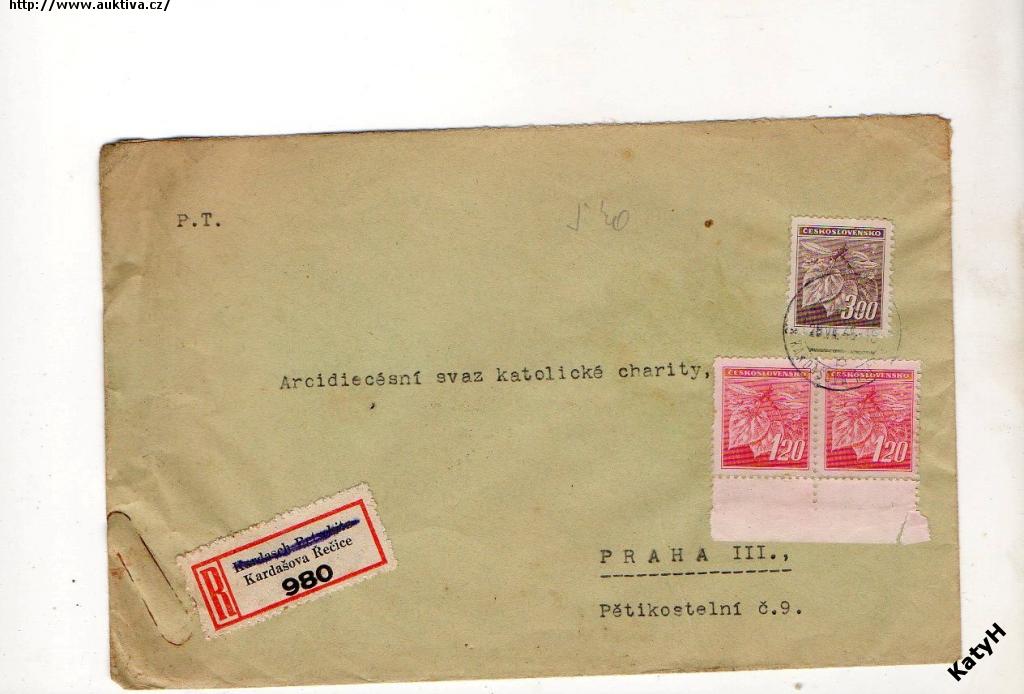 http://www.auktiva.cz/
P.T.
ČESKOSLOVENSKO
3 00
Arcidiecésní svaz katolické charity,
ČESKOSLOVENSKO
ČESKOSLOVENSKO
1 20
1 20
R
Kardašova Řečice
980
PRAHA III.,
Pětikostelní č.9.
KatyH